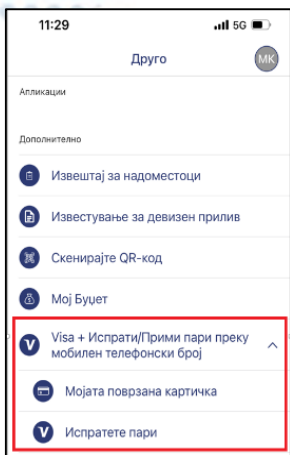 11:29
5G
Друго
МК
Апликации
Дополнително
Извештај за надоместоци
Известување за девизен прилив
Скенирајте QR-код
Мој Буџет
Visa + Испрати/Прими пари преку
мобилен телефонски број
Мојата поврзана картичка
Испратете пари